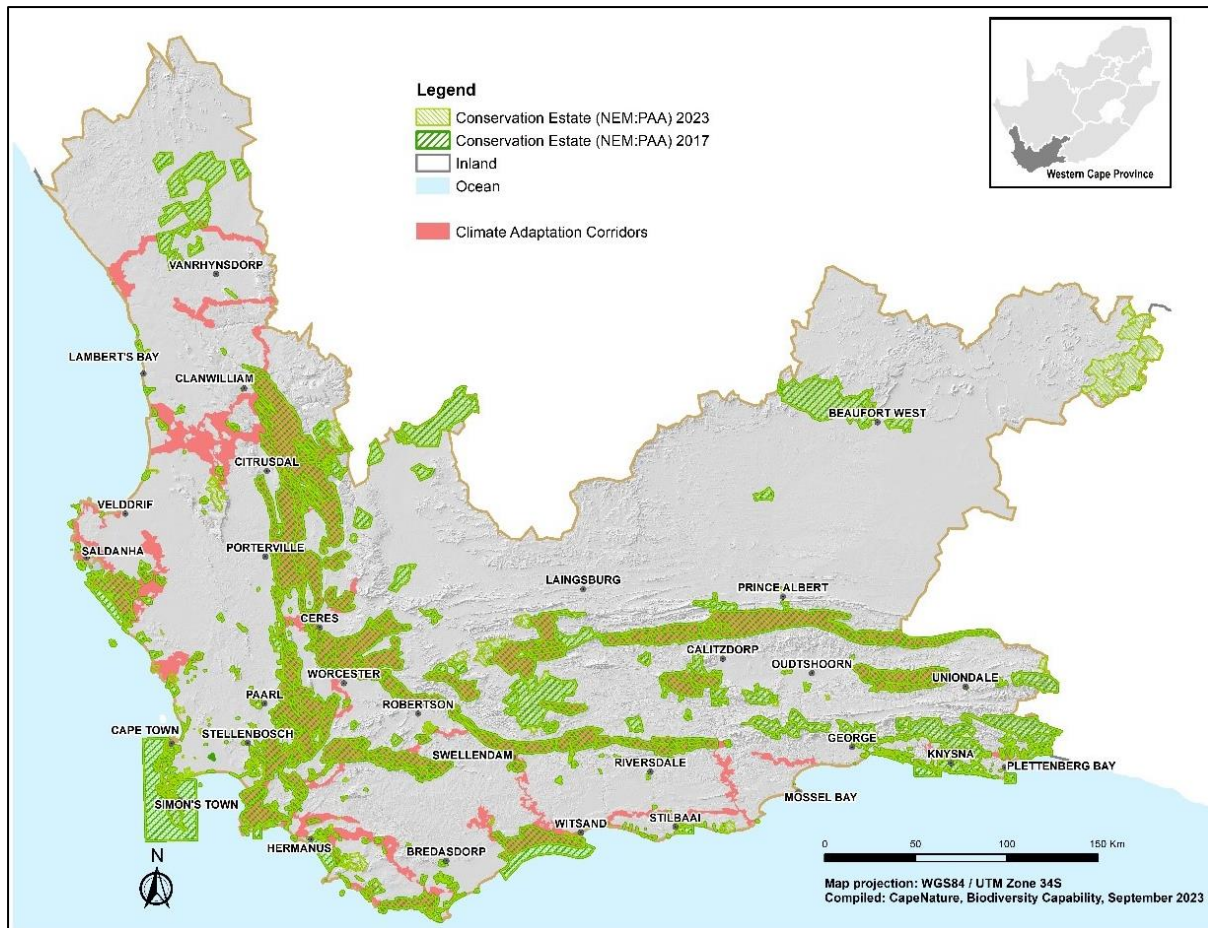 Legend
Conservation Estate (NEM:PAA) 2023
Conservation Estate (NEM:PAA) 2017
Inland
Ocean
Climate Adaptation Corridors
Western Cape Province
VANRHYNSDORP
LAMBERT'S BAY
CLANWILLIAM
BEAUFORT WEST
CITRUSDAL
VELDDRIF
SALDANHA
PORTERVILLE
LAINGSBURG
PRINCE ALBERT
CERES
CALITZDORP
OUDTSHOORN
WORCESTER
UNIONDALE
PAARL
ROBERTSON
CAPE TOWN
STELLENBOSCH
GEORGE
SWELLENDAM
KNYSNA
RIVERSDALE
PLETTENBERG BAY
SIMON'S TOWN
MOSSEL BAY
WITSAND
STILBAAI
HERMANUS
BREDASDORP
N
0 50 100 150 Km
Map projection: WGS84 / UTM Zone 34S
Compiled: CapeNature, Biodiversity Capability, September 2023